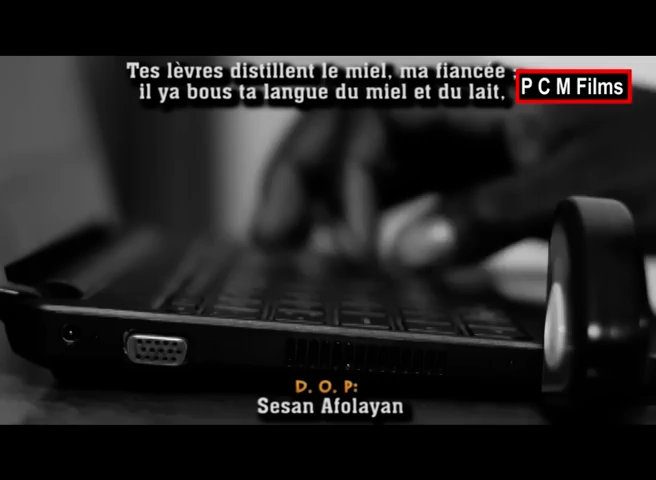 Tes lèvres distillent le miel, ma fiancée :
P C M Films
il ya bous ta langue du miel et du lait,
D. O. P:
Sesan Afolayan